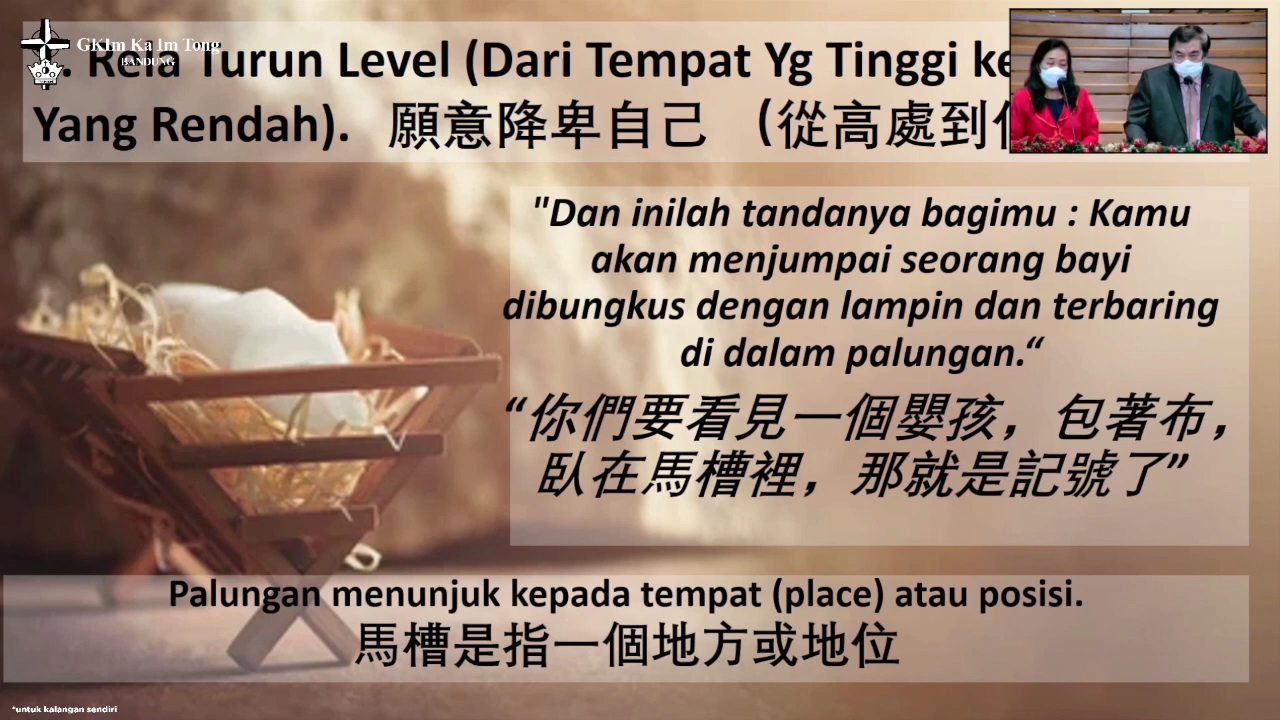 GKIm Ka Im Tong
BANDUNG
Rela Turun Level (Dari Tempat Yg Tinggi ke
Yang Rendah). 願意降卑自己 (從高處到
"Dan inilah tandanya bagimu : Kamu
akan menjumpai seorang bayi
dibungkus dengan lampin dan terbaring
di dalam palungan.“
“你們要看見一個嬰孩，包著布，
臥在馬槽裡，那就是記號了”
Palungan menunjuk kepada tempat (place) atau posisi.
馬槽是指一個地方或地位
*untuk kalangan sendiri